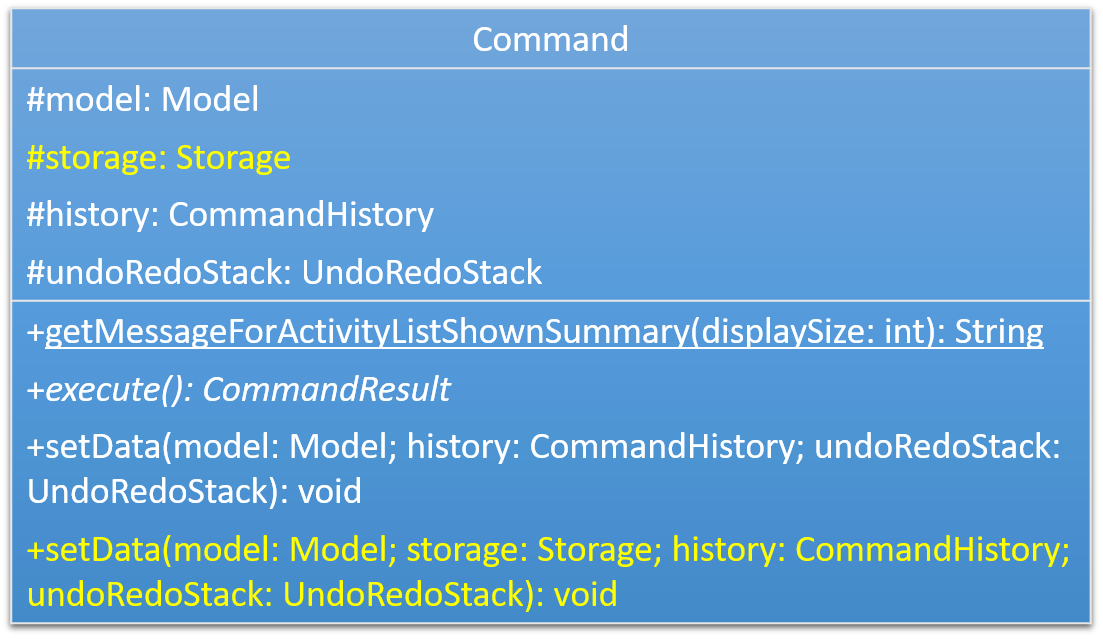 Command
#model: Model
#storage: Storage
#history: CommandHistory
#undoRedoStack: UndoRedoStack
+getMessageForActivityListShownSummary(displaySize: int): String
+execute(): CommandResult
+setData(model: Model; history: CommandHistory; undoRedoStack:
UndoRedoStack): void
+setData(model: Model; storage: Storage; history: CommandHistory;
undoRedoStack: UndoRedoStack): void